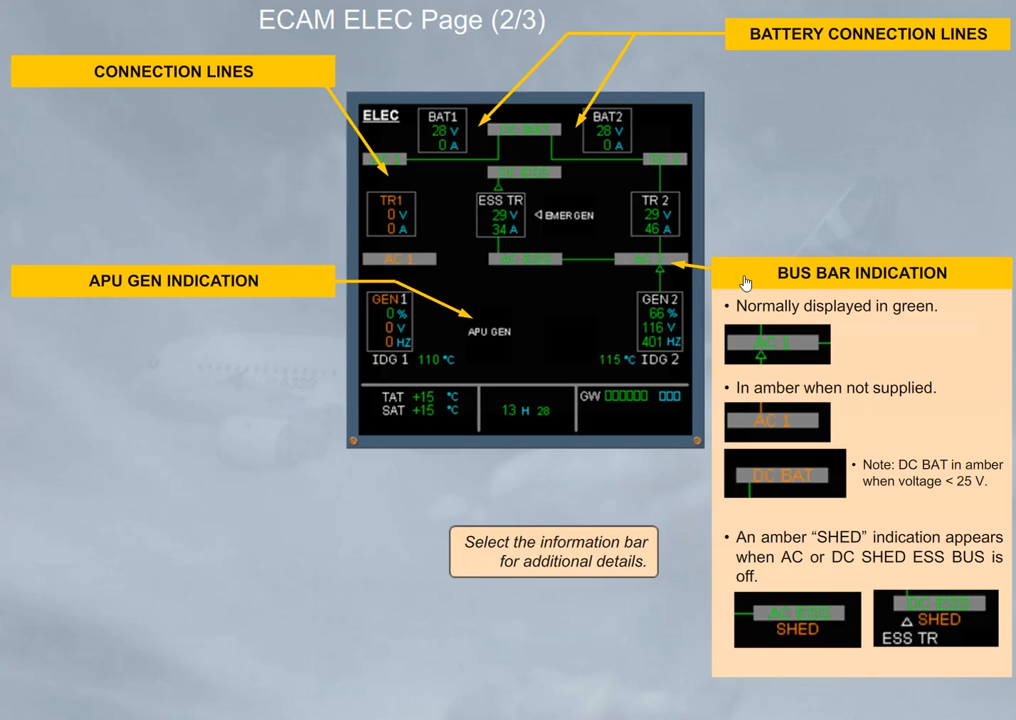 ECAM ELEC Page (2/3)
BATTERY CONNECTION LINES
CONNECTION LINES
ELEC
BAT1
28 V
0 A
DC BAT
BAT2
28 V
0 A
DC ESS
TR1
0 V
0 A
ESS TR
29 V
34 A
EMER GEN
TR 2
29 V
46 A
AC 1
AC ESS
AC 2
APU GEN INDICATION
GEN 1
0 %
0 V
0 HZ
IDG 1 110 °C
APU GEN
GEN 2
66 %
116 V
401 HZ
115 °C IDG 2
TAT +15 °C
SAT +15 °C
13 H 28
GW
BUS BAR INDICATION
• Normally displayed in green.
AC 1
• In amber when not supplied.
AC 1
DC BAT
• Note: DC BAT in amber
when voltage < 25 V.
• An amber “SHED” indication appears
when AC or DC SHED ESS BUS is
off.
AC ESS
SHED
DC ESS
SHED
ESS TR
Select the information bar
for additional details.